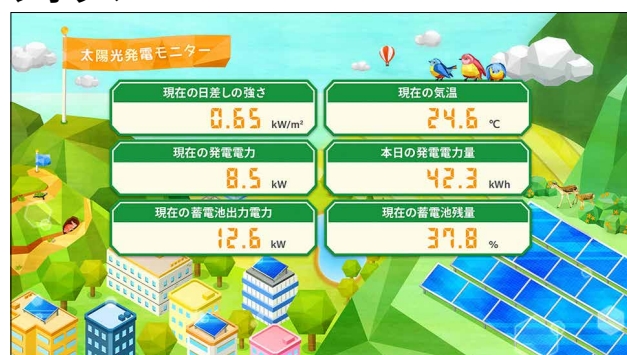 太陽光発電モニター
現在の日差しの強さ
0.65 kW/m²
現在の気温
24.6 ℃
現在の発電電力
8.5 kW
本日の発電電力量
42.3 kWh
現在の蓄電池出力電力
12.6 kW
現在の蓄電池残量
37.8 %